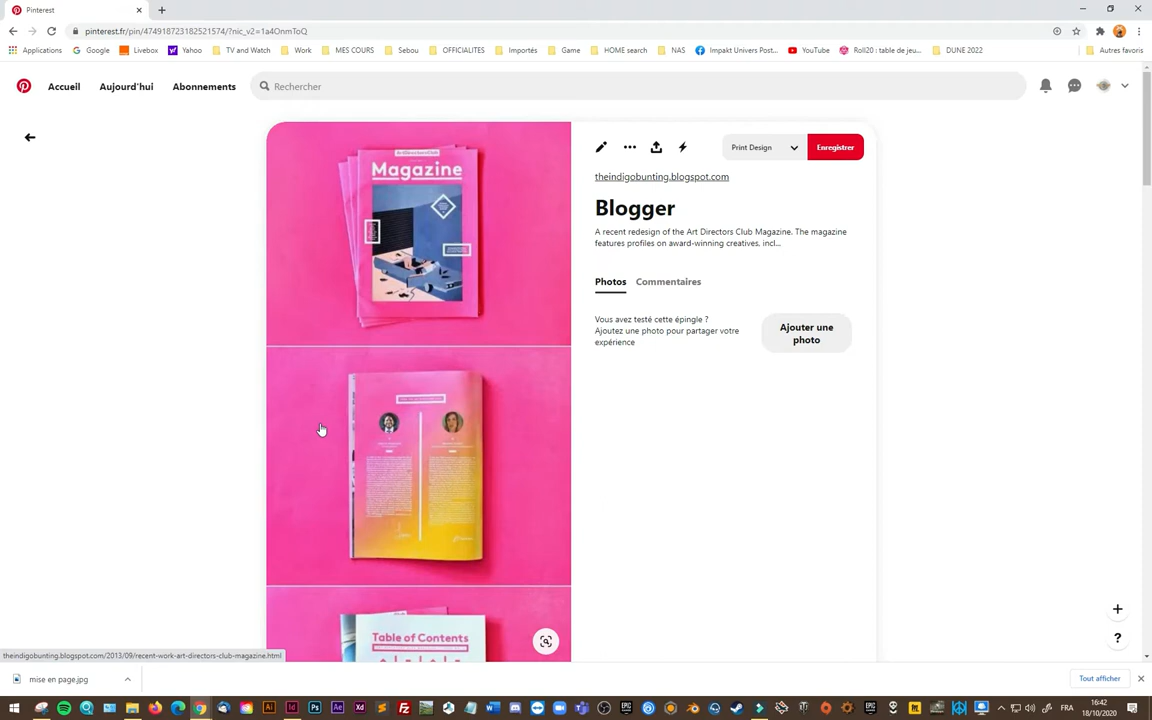 Pinterest
pinterest.fr/pin/474918723182521574/?nic_v2=1a4OnmToQ
Applications
Google
Livebox
Yahoo
TV and Watch
Work
MES COURS
Sebou
OFFICIALITES
Importés
Game
HOME search
NAS
Impakt Univers Post...
YouTube
Roll20 : table de jeu...
DUNE 2022
Autres favoris
Accueil
Aujourd'hui
Abonnements
Rechercher
Print Design
Enregistrer
theindigobunting.blogspot.com
Blogger
A recent redesign of the Art Directors Club Magazine. The magazine
features profiles on award-winning creatives, incl...
Photos
Commentaires
Vous avez testé cette épingle ?
Ajoutez une photo pour partager votre
expérience
Ajouter une
photo
Magazine
Table of Contents
theindigobunting.blogspot.com/2013/09/recent-work-art-directors-club-magazine.html
mise en page.jpg
Tout afficher
FRA
16:42
18/10/2020